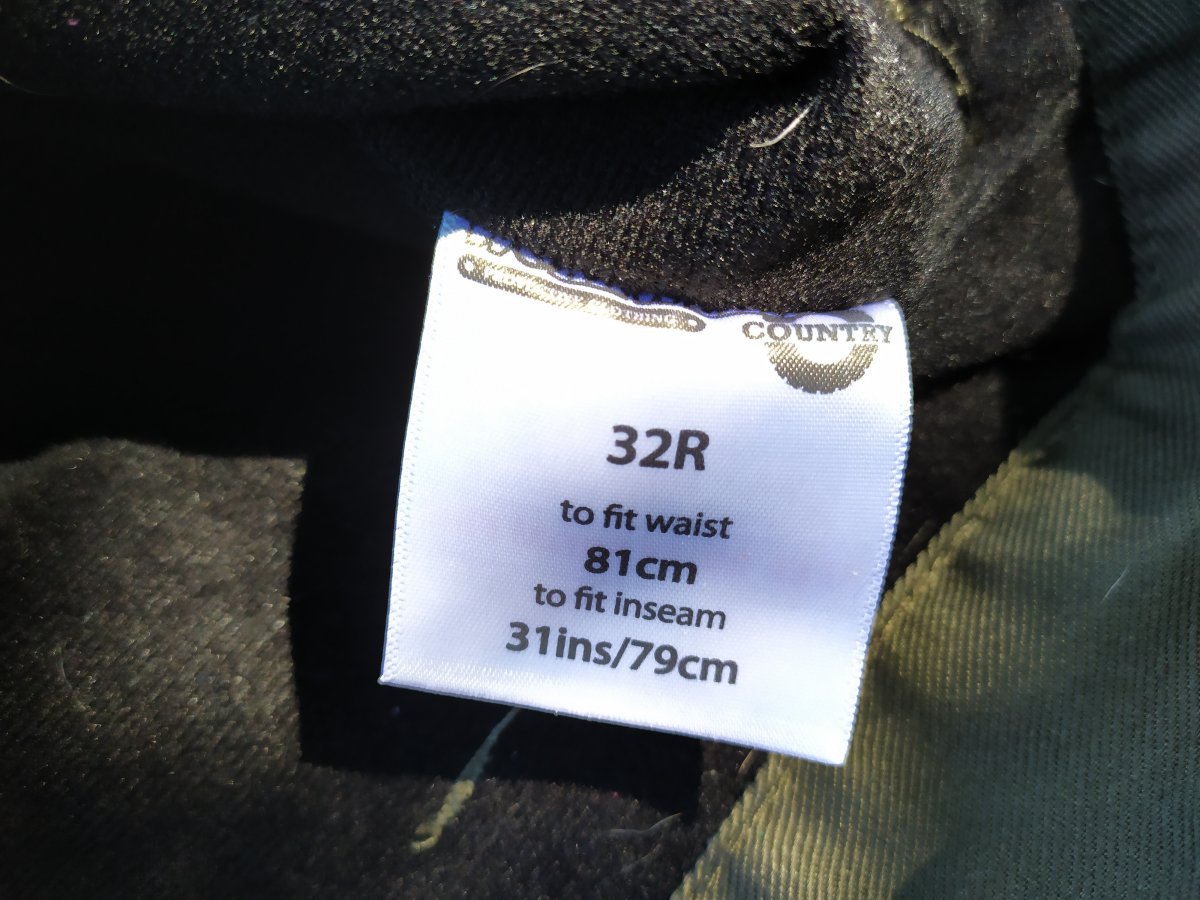 COUNTRY
32R
to fit waist
81cm
to fit inseam
31ins/79cm